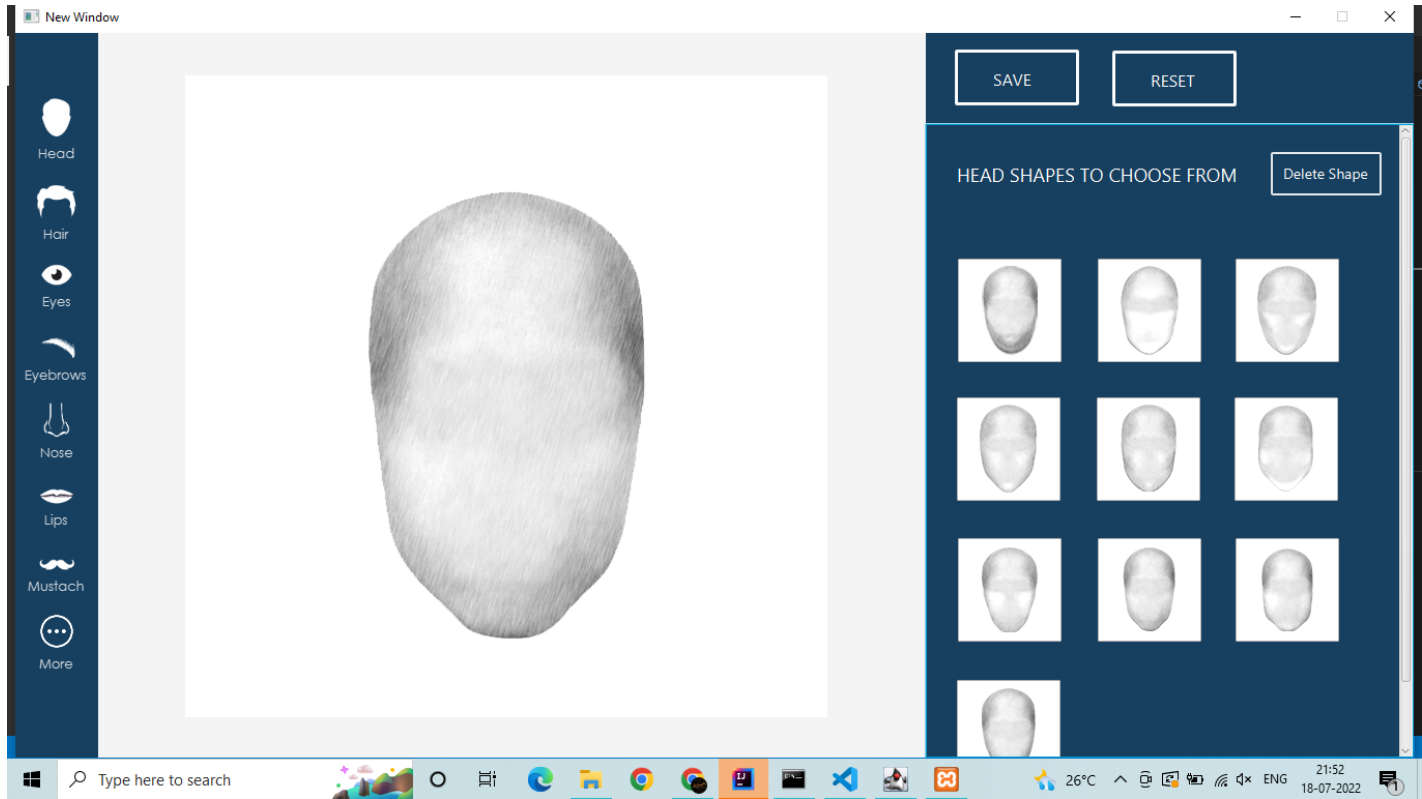 New Window
SAVE
RESET
Head
Hair
Eyes
Eyebrows
Nose
Lips
Mustach
More
HEAD SHAPES TO CHOOSE FROM
Delete Shape
Type here to search
26°C
ENG
21:52
18-07-2022
1